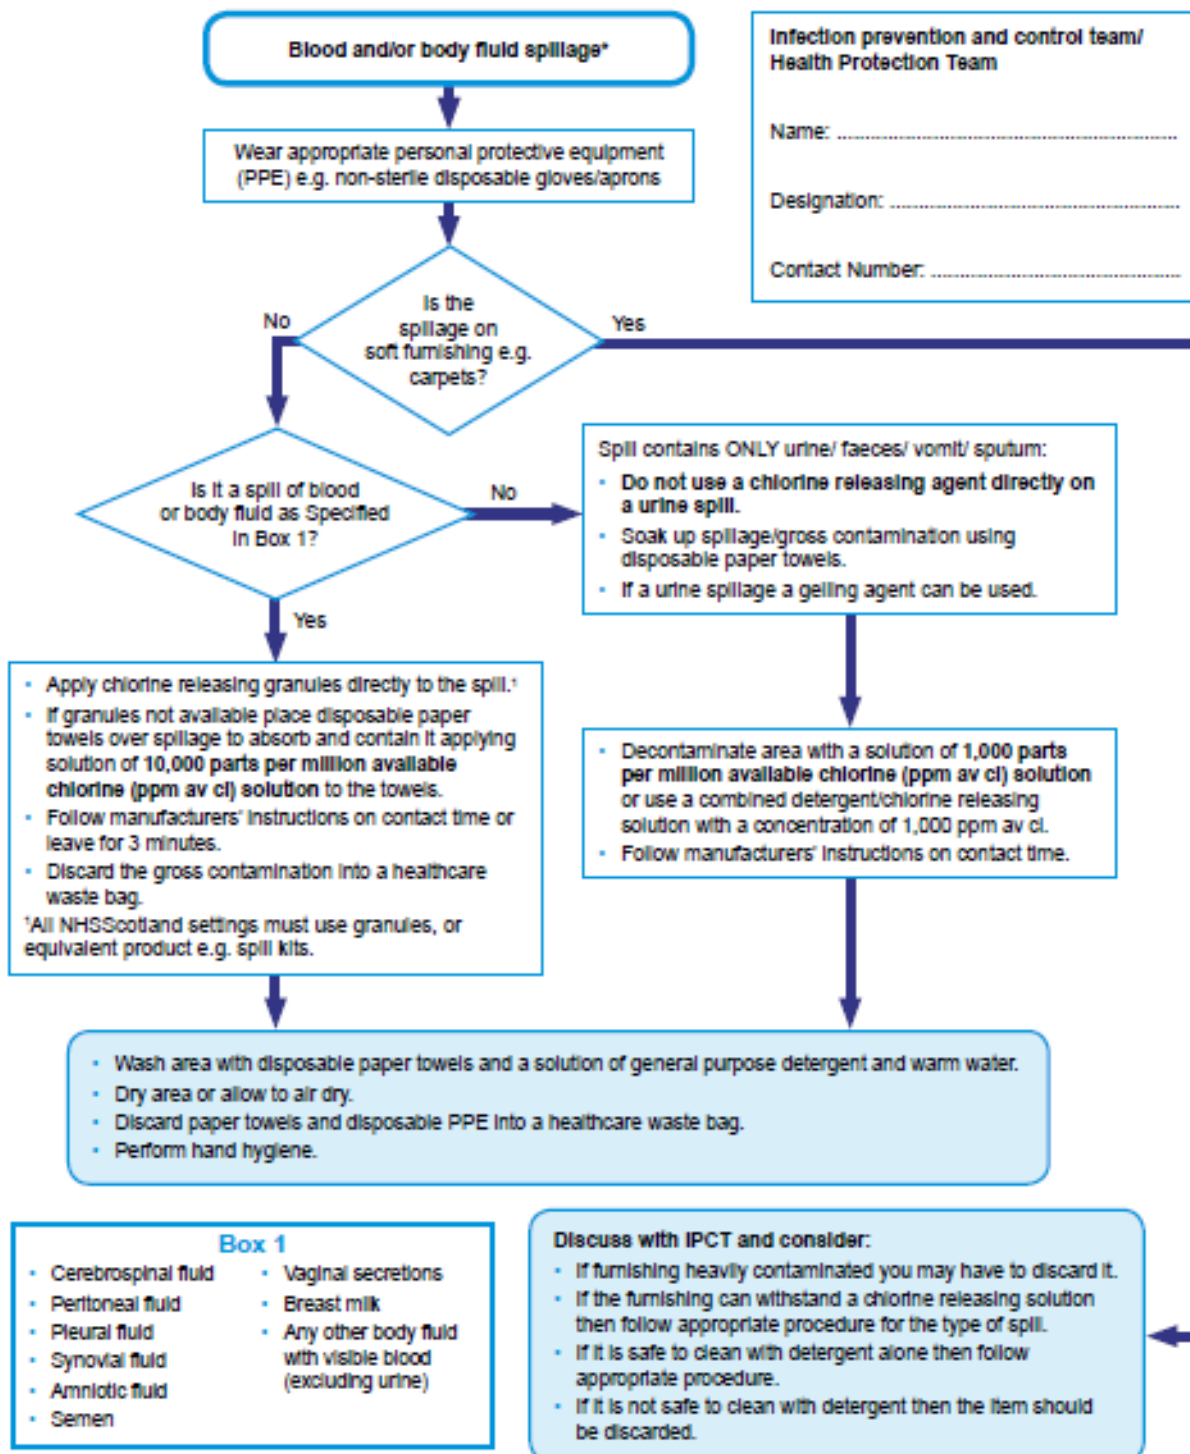 Blood and/or body fluid spillage*
Infection prevention and control team/
Health Protection Team
Name: ............................................................
Designation: ...................................................
Contact Number: ............................................
Wear appropriate personal protective equipment
(PPE) e.g. non-sterile disposable gloves/aprons
Is the
spillage on
soft furnishing e.g.
carpets?
No
Yes
Is it a spill of blood
or body fluid as Specified
in Box 1?
No
Yes
Spill contains ONLY urine/ faeces/ vomit/ sputum:
• Do not use a chlorine releasing agent directly on
a urine spill.
• Soak up spillage/gross contamination using
disposable paper towels.
• If a urine spillage a gelling agent can be used.
• Apply chlorine releasing granules directly to the spill.¹
• If granules not available place disposable paper
towels over spillage to absorb and contain it applying
solution of 10,000 parts per million available
chlorine (ppm av cl) solution to the towels.
• Follow manufacturers' instructions on contact time or
leave for 3 minutes.
• Discard the gross contamination into a healthcare
waste bag.
¹All NHSScotland settings must use granules, or
equivalent product e.g. spill kits.
• Decontaminate area with a solution of 1,000 parts
per million available chlorine (ppm av cl) solution
or use a combined detergent/chlorine releasing
solution with a concentration of 1,000 ppm av cl.
• Follow manufacturers' instructions on contact time.
• Wash area with disposable paper towels and a solution of general purpose detergent and warm water.
• Dry area or allow to air dry.
• Discard paper towels and disposable PPE into a healthcare waste bag.
• Perform hand hygiene.
Box 1
• Cerebrospinal fluid
• Peritoneal fluid
• Pleural fluid
• Synovial fluid
• Amniotic fluid
• Semen
• Vaginal secretions
• Breast milk
• Any other body fluid
with visible blood
(excluding urine)
Discuss with IPCT and consider:
• If furnishing heavily contaminated you may have to discard it.
• If the furnishing can withstand a chlorine releasing solution
then follow appropriate procedure for the type of spill.
• If it is safe to clean with detergent alone then follow
appropriate procedure.
• If it is not safe to clean with detergent then the item should
be discarded.